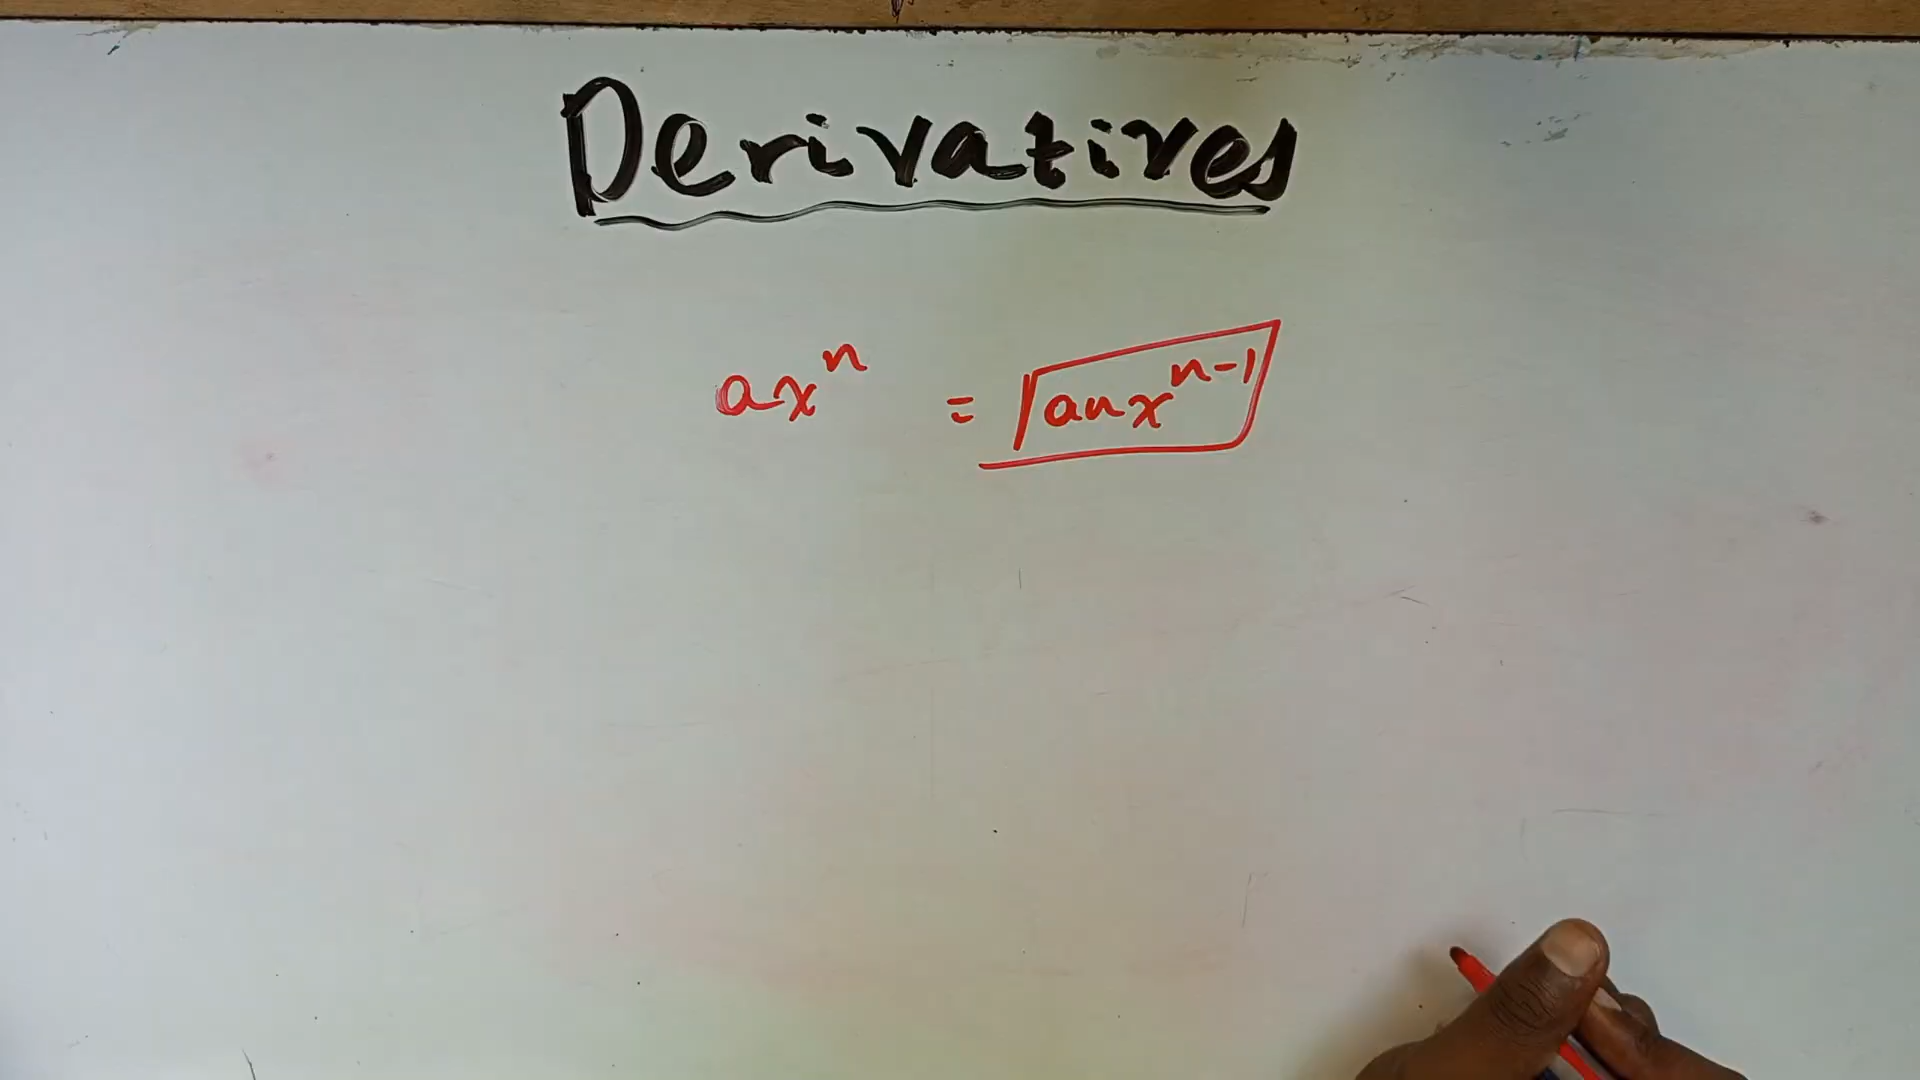 Derivatives
axⁿ = anxⁿ⁻¹